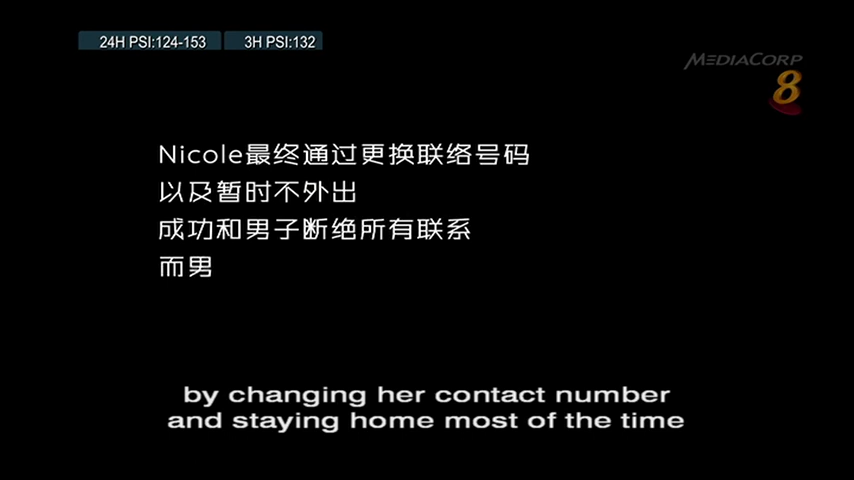 24H PSI:124-153 3H PSI:132
MEDIACORP
8
Nicole最终通过更换联络号码
以及暂时不外出
成功和男子断绝所有联系
而男
by changing her contact number
and staying home most of the time